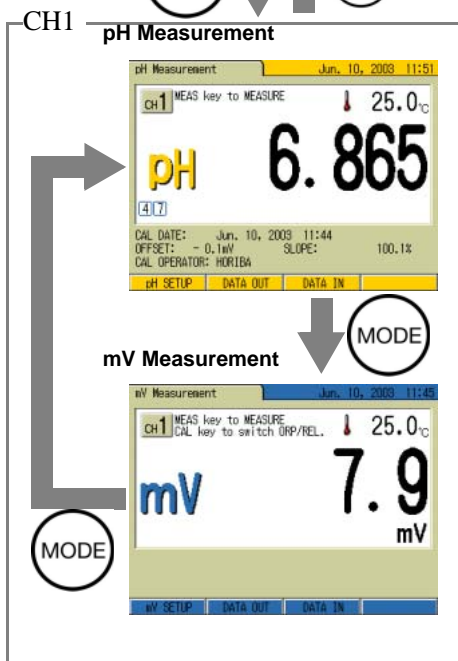 CH1
pH Measurement
pH Measurement Jun. 10, 2003 11:51
CH1 MEAS key to MEASURE 25.0℃
pH 6.865
4 7
CAL DATE: Jun. 10, 2003 11:44
OFFSET: - 0.1mV SLOPE: 100.1%
CAL OPERATOR: HORIBA
pH SETUP DATA OUT DATA IN
MODE
mV Measurement
mV Measurement Jun. 10, 2003 11:45
CH1 MEAS key to MEASURE
CAL key to switch ORP/REL. 25.0℃
mV 7.9
mV
MODE
mV SETUP DATA OUT DATA IN